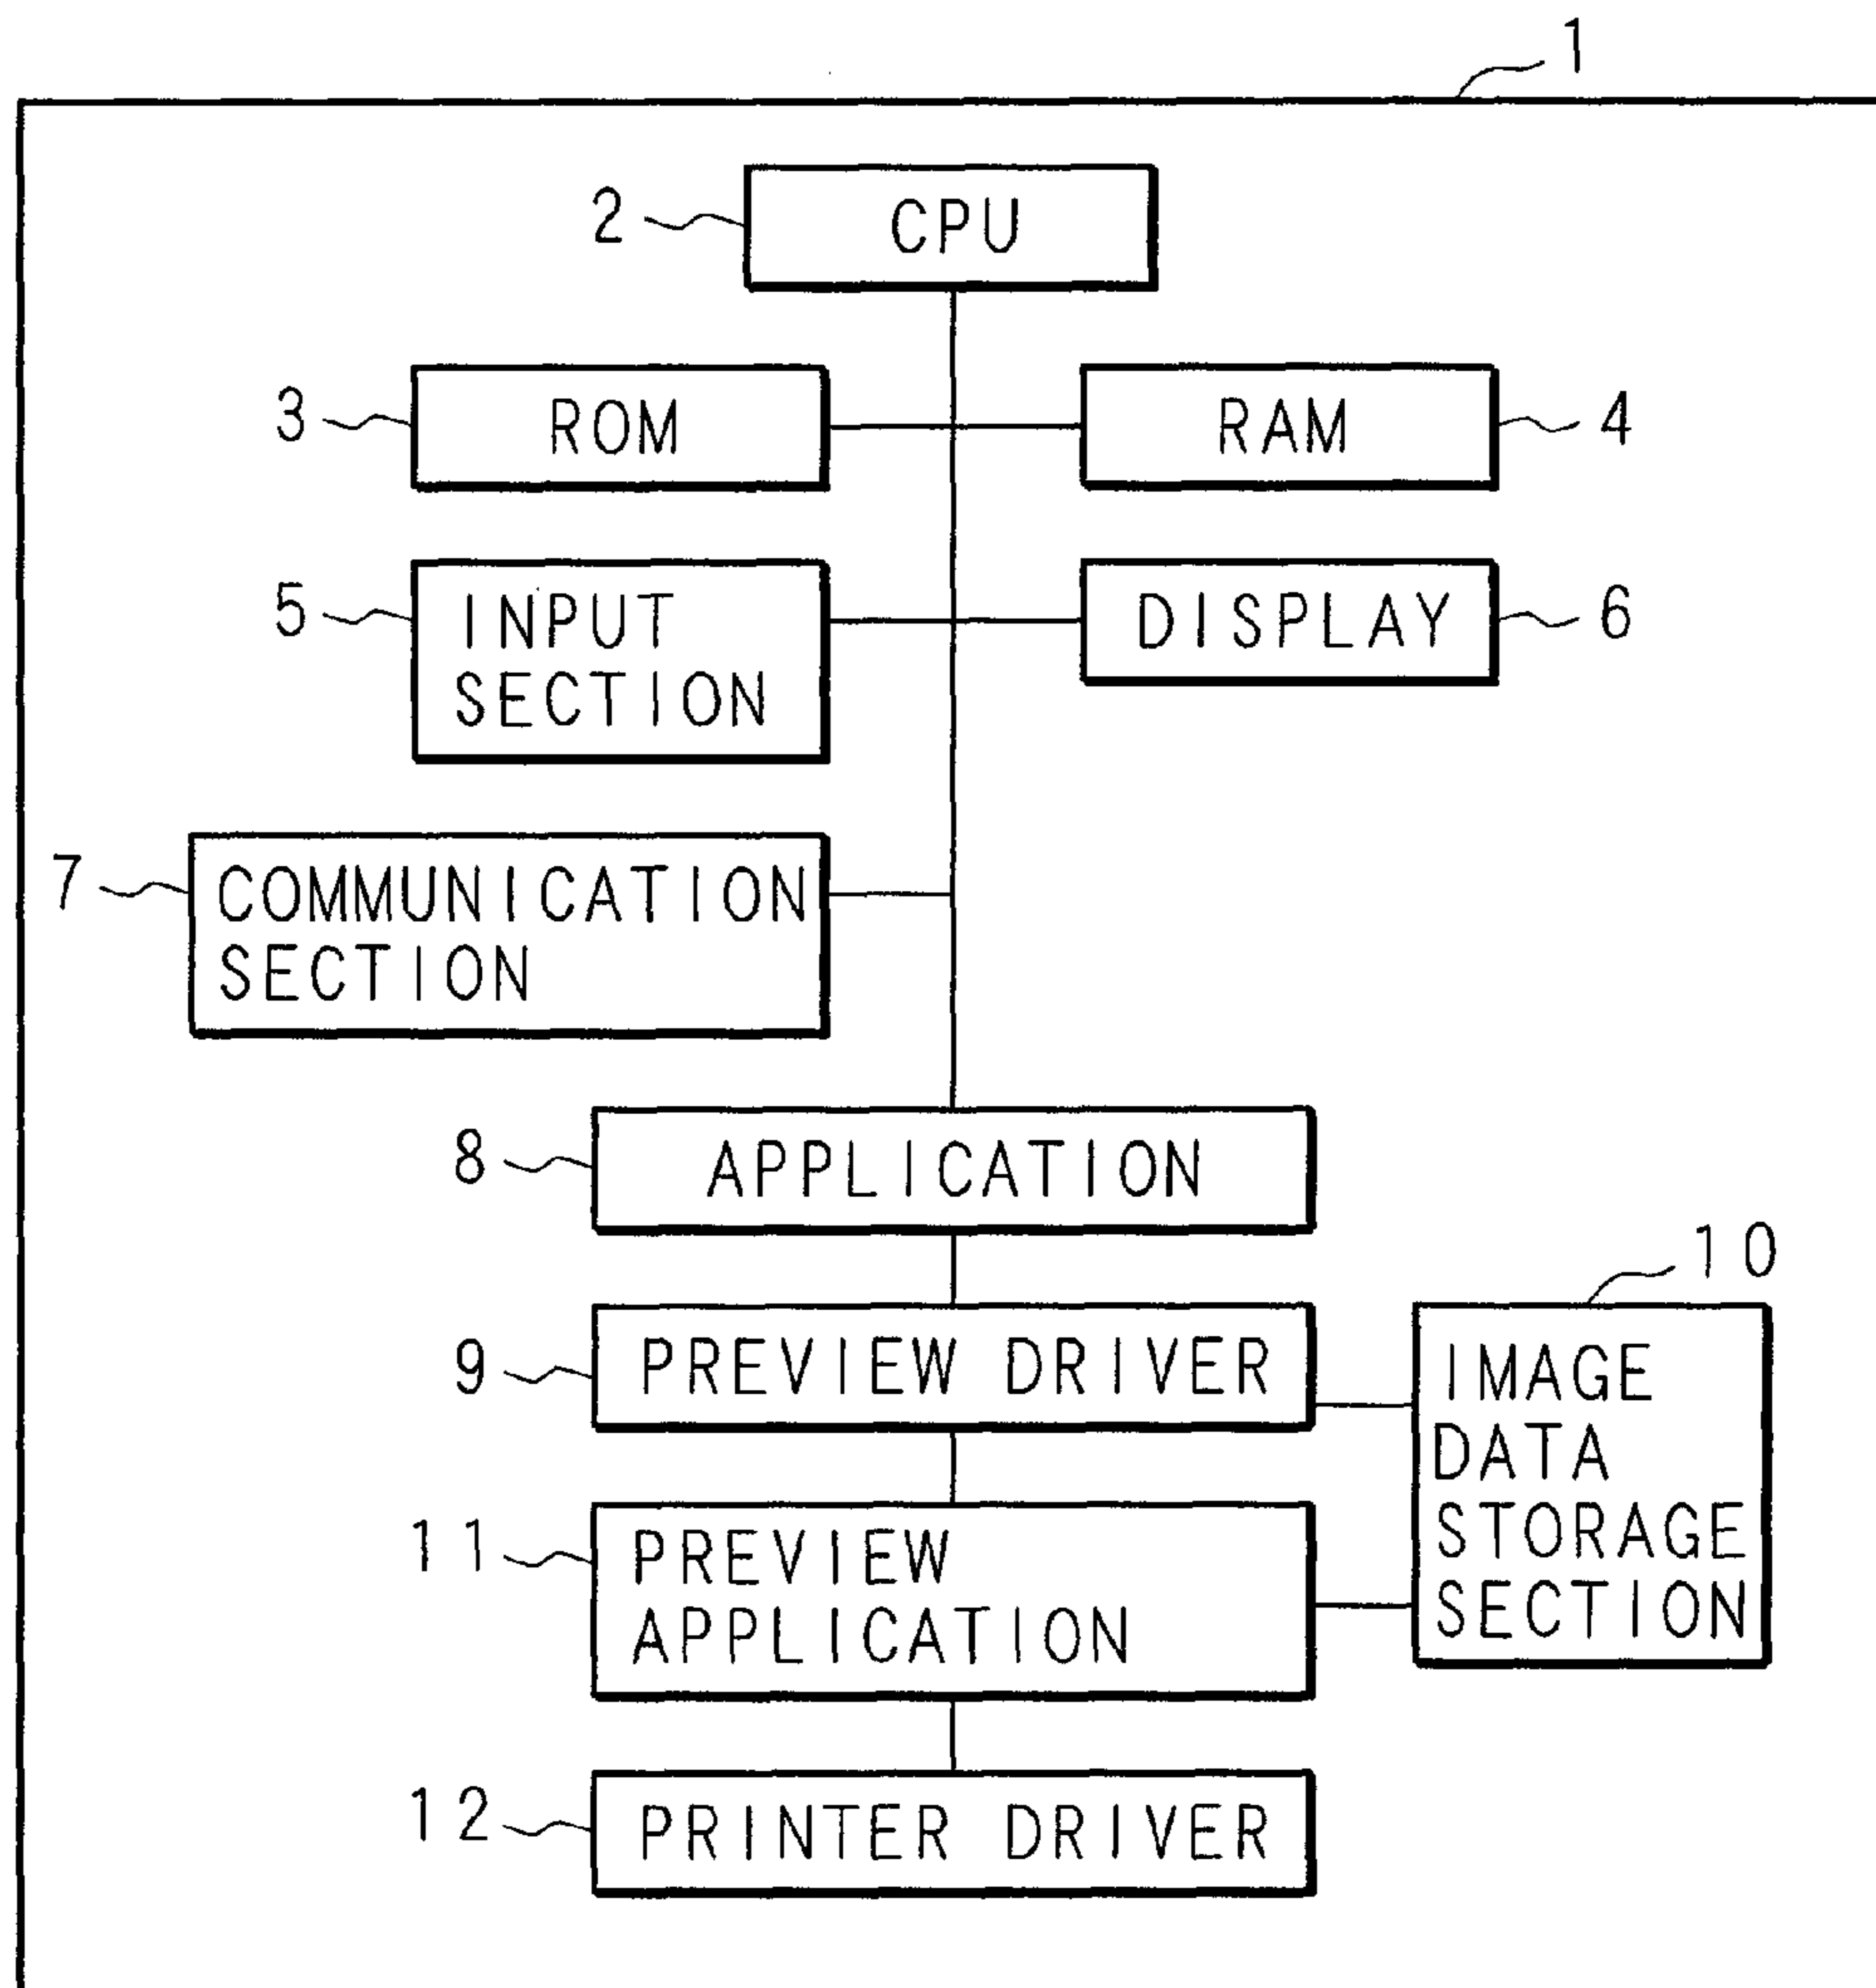 1
2 CPU
3 ROM
RAM 4
5 INPUT
SECTION
DISPLAY 6
7 COMMUNICATION
SECTION
8 APPLICATION
9 PREVIEW DRIVER
10
IMAGE
DATA
STORAGE
SECTION
11 PREVIEW
APPLICATION
12 PRINTER DRIVER